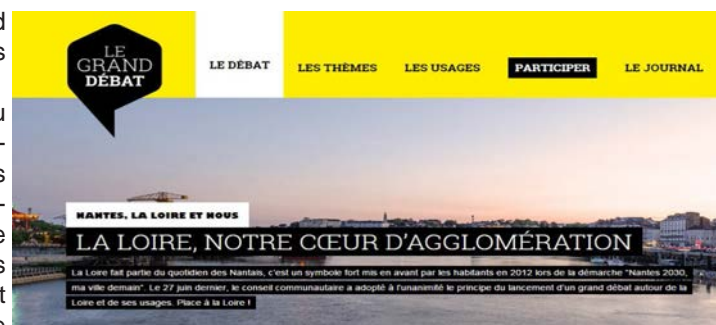 LE
GRAND
DÉBAT
LE DÉBAT
LES THÈMES
LES USAGES
PARTICIPER
LE JOURNAL
NANTES, LA LOIRE ET NOUS
LA LOIRE, NOTRE CŒUR D'AGGLOMÉRATION
La Loire fait partie du quotidien des Nantais, c'est un symbole fort mis en avant par les habitants en 2012 lors de la démarche "Nantes 2030,
ma ville demain". Le 27 juin dernier, le conseil communautaire a adopté à l'unanimité le principe du lancement d'un grand débat autour de la
Loire et de ses usages. Place à la Loire !